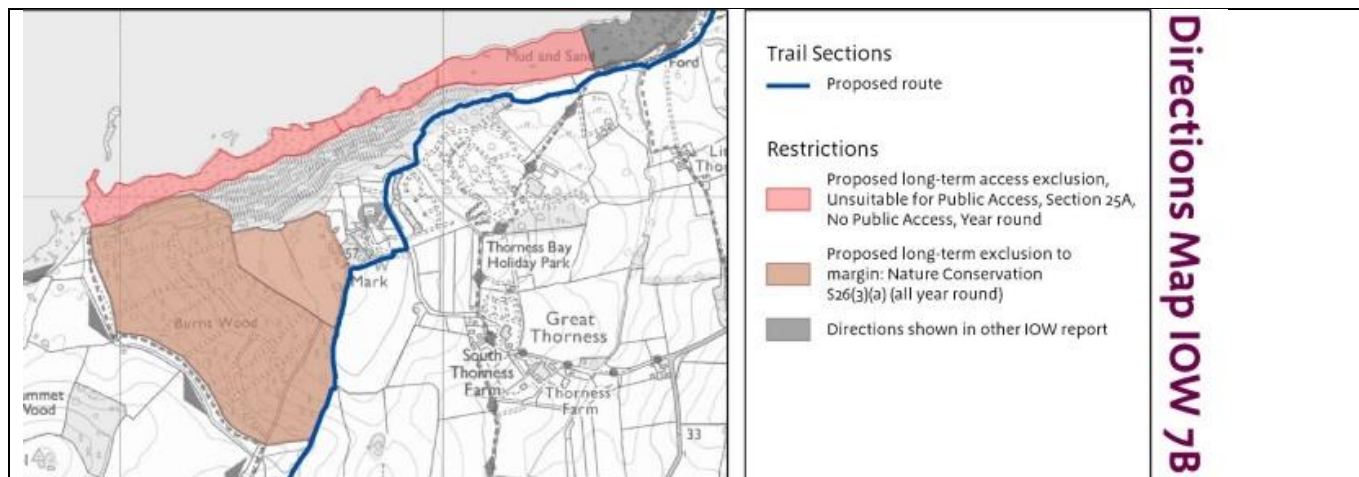 Mud and Sand
Ford
Thorness Bay
Holiday Park
57
Mark
Great
Thorness
Burns Wood
South
Thorness
Farm
Thorness
Farm
Wood
33
Trail Sections
Proposed route
Restrictions
Proposed long-term access exclusion,
Unsuitable for Public Access, Section 25A,
No Public Access, Year round
Proposed long-term exclusion to
margin: Nature Conservation
S26(3)(a) (all year round)
Directions shown in other IOW report
Directions Map IOW 7B